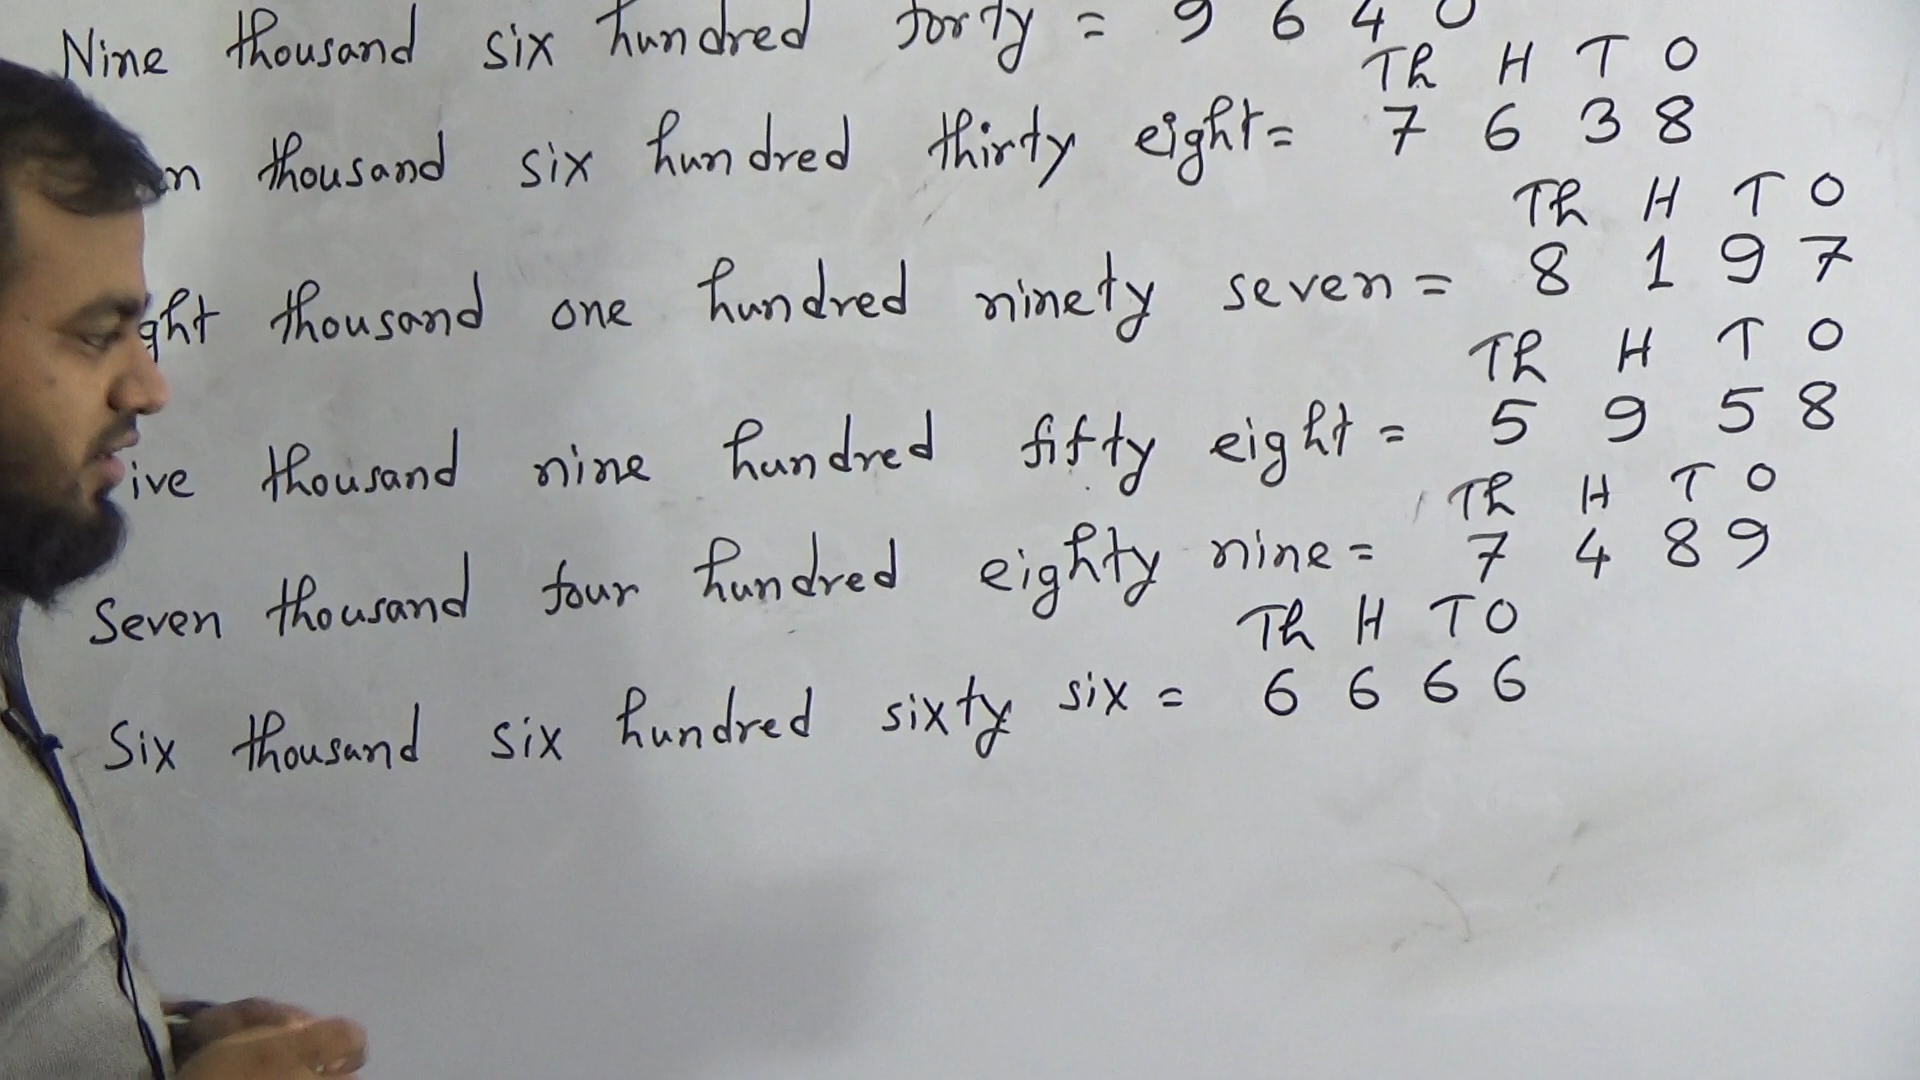 Nine thousand six hundred forty = 9 6 4 0
Th H T O
thousand six hundred thirty eight = 7 6 3 8
Th H T O
thousand one hundred ninety seven = 8 1 9 7
Th H T O
thousand nine hundred fifty eight = 5 9 5 8
Th H T O
Seven thousand four hundred eighty nine = 7 4 8 9
Th H T O
Six thousand six hundred sixty six = 6 6 6 6